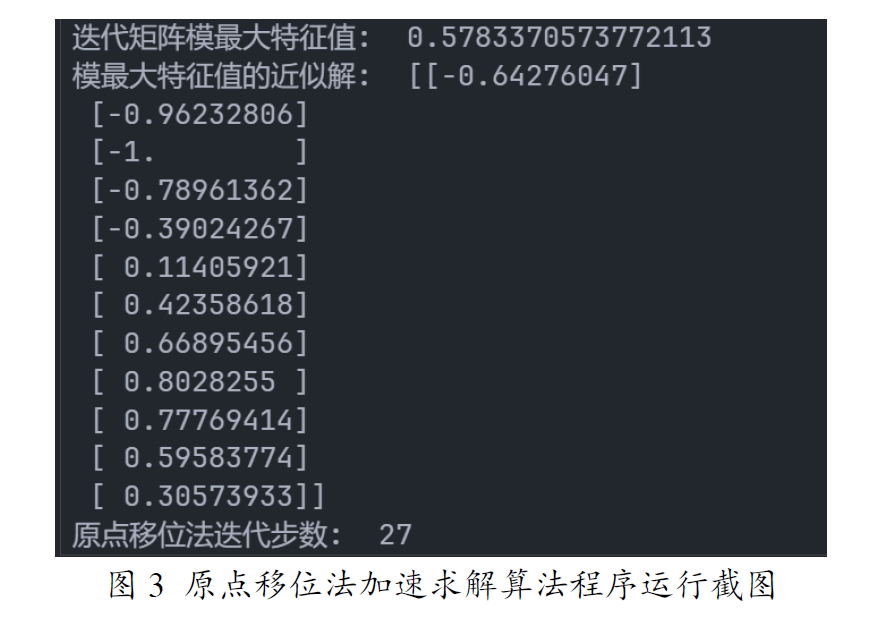 迭代矩阵模最大特征值： 0.5783370573772113
模最大特征值的近似解： [[-0.64276047]
[-0.96232806]
[-1.        ]
[-0.78961362]
[-0.39024267]
[ 0.11405921]
[ 0.42358618]
[ 0.66895456]
[ 0.8028255 ]
[ 0.77769414]
[ 0.59583774]
[ 0.30573933]]
原点移位法迭代步数： 27
图 3 原点移位法加速求解算法程序运行截图